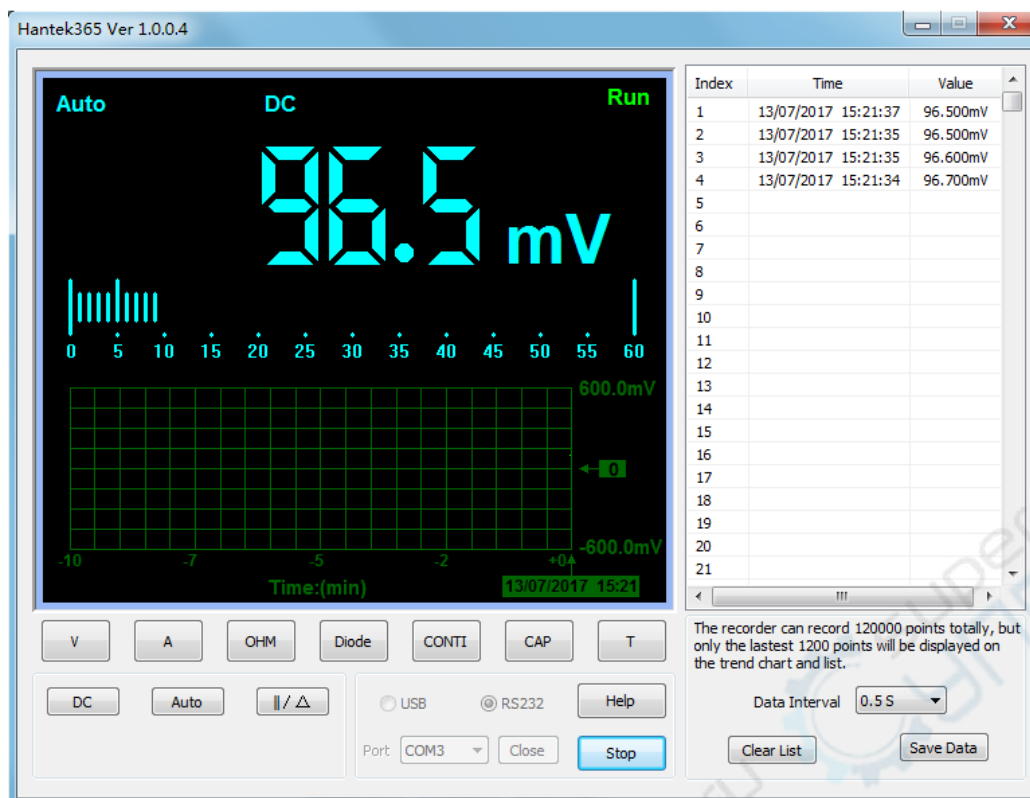 Hantek365 Ver 1.0.0.4
Auto DC Run
96.5 mV
0 5 10 15 20 25 30 35 40 45 50 55 60
600.0mV
0
-600.0mV
-10 -7 -5 -2 +0
Time:(min) 13/07/2017 15:21
Index Time Value
1 13/07/2017 15:21:37 96.500mV
2 13/07/2017 15:21:35 96.500mV
3 13/07/2017 15:21:35 96.600mV
4 13/07/2017 15:21:34 96.700mV
5
6
7
8
9
10
11
12
13
14
15
16
17
18
19
20
21
V A OHM Diode CONTI CAP T
DC Auto ||/△
USB RS232 Help
Port COM3 Close Stop
The recorder can record 120000 points totally, but
only the lastest 1200 points will be displayed on
the trend chart and list.
Data Interval 0.5 S
Clear List Save Data